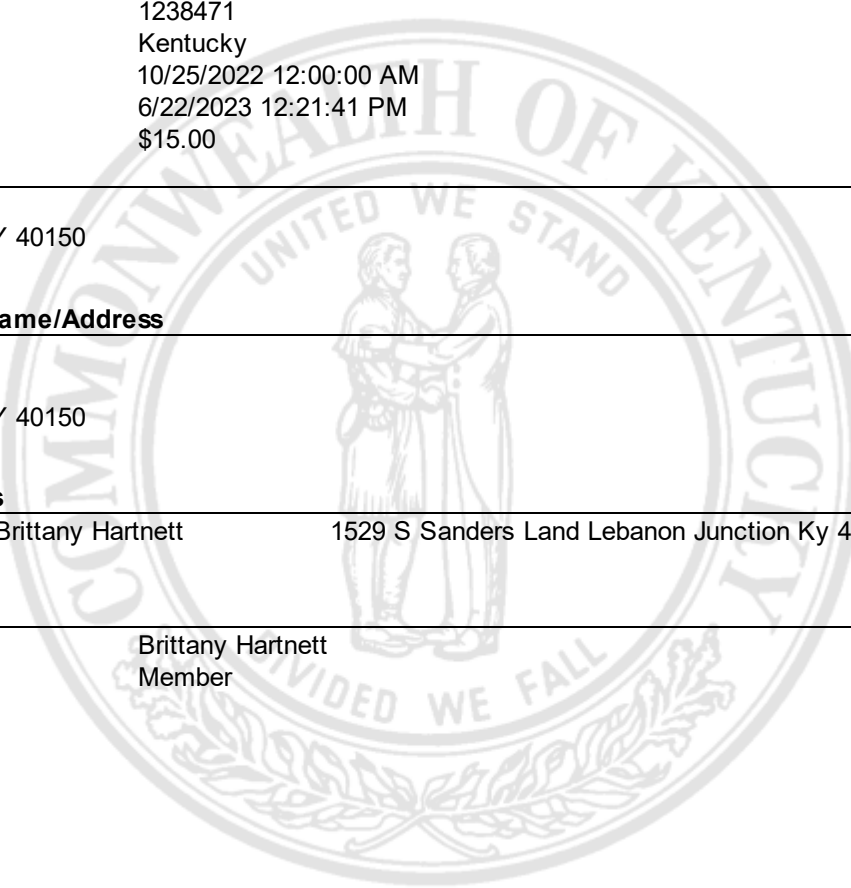 1238471
Kentucky
10/25/2022 12:00:00 AM
6/22/2023 12:21:41 PM
$15.00
Y 40150
ame/Address
Y 40150
s
Brittany Hartnett 1529 S Sanders Land Lebanon Junction Ky 4
Brittany Hartnett
Member
COMMONWEALTH OF KENTUCKY
UNITED WE STAND
DIVIDED WE FALL